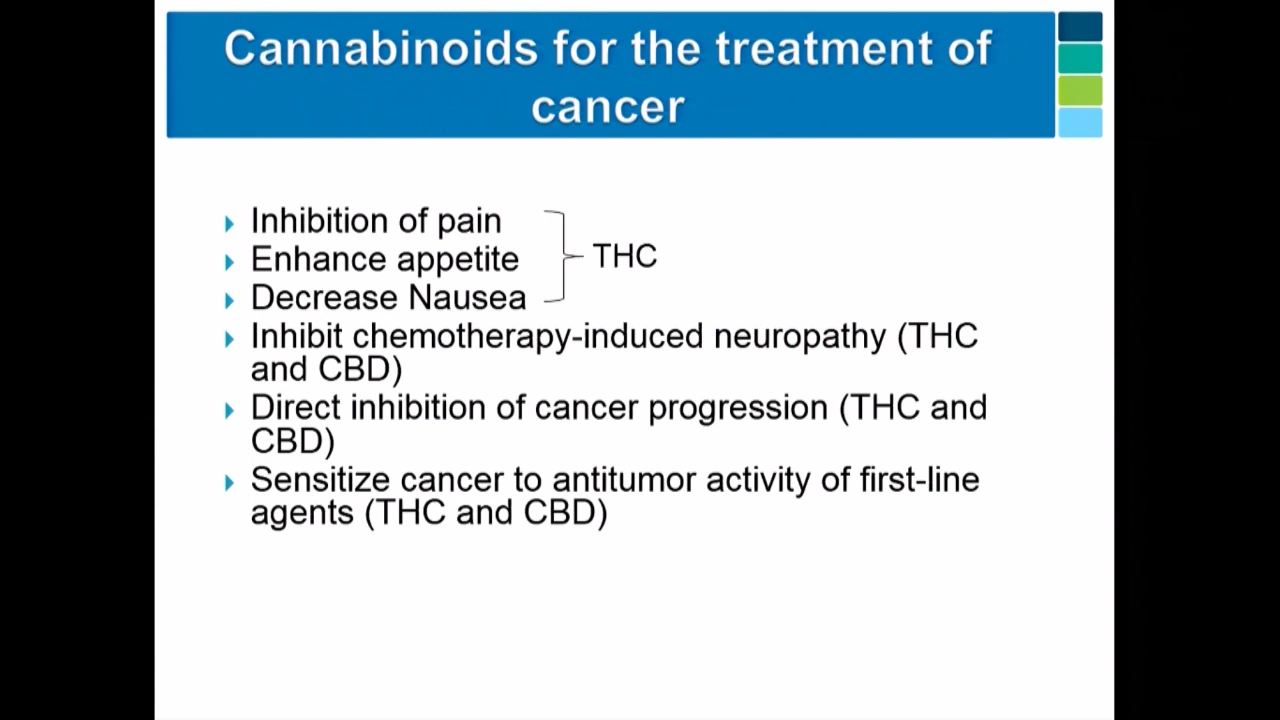 Cannabinoids for the treatment of
cancer
Inhibition of pain
Enhance appetite
Decrease Nausea
THC
Inhibit chemotherapy-induced neuropathy (THC
and CBD)
Direct inhibition of cancer progression (THC and
CBD)
Sensitize cancer to antitumor activity of first-line
agents (THC and CBD)